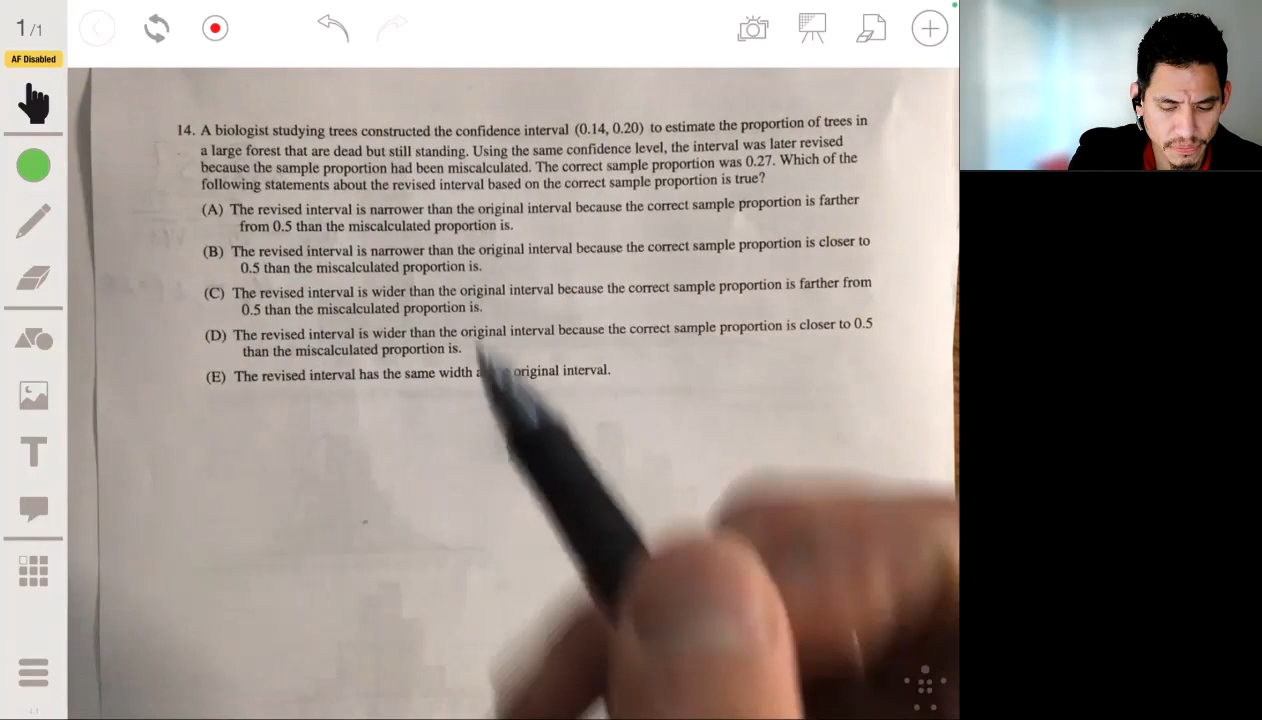 1/1
AF Disabled
14. A biologist studying trees constructed the confidence interval (0.14, 0.20) to estimate the proportion of trees in
a large forest that are dead but still standing. Using the same confidence level, the interval was later revised
because the sample proportion had been miscalculated. The correct sample proportion was 0.27. Which of the
following statements about the revised interval based on the correct sample proportion is true?
(A) The revised interval is narrower than the original interval because the correct sample proportion is farther
from 0.5 than the miscalculated proportion is.
(B) The revised interval is narrower than the original interval because the correct sample proportion is closer to
0.5 than the miscalculated proportion is.
(C) The revised interval is wider than the original interval because the correct sample proportion is farther from
0.5 than the miscalculated proportion is.
(D) The revised interval is wider than the original interval because the correct sample proportion is closer to 0.5
than the miscalculated proportion is.
(E) The revised interval has the same width original interval.
T